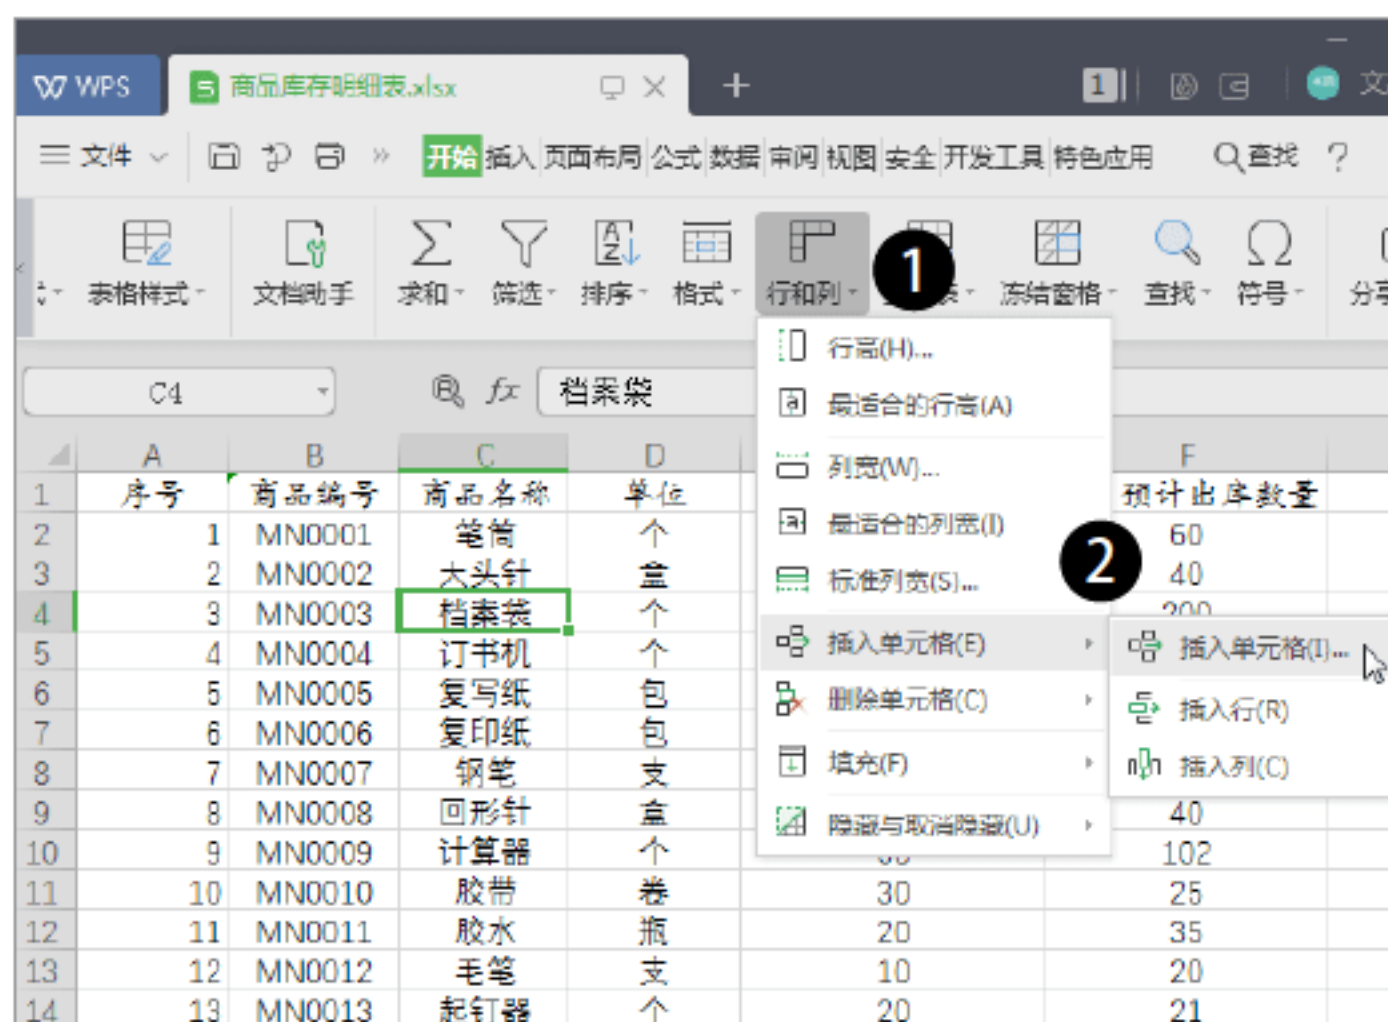 WPS 商品库存明细表.xlsx 1 文
文件 开始 插入 页面布局 公式 数据 审阅 视图 安全 开发工具 特色应用 查找 ?
表格样式 文档助手 求和 筛选 排序 格式 行和列 1 冻结窗格 查找 符号 分享
C4 fx 档案袋
行高(H)...
最适合的行高(A)
列宽(W)...
最适合的列宽(I)
标准列宽(S)...
2
插入单元格(E)
删除单元格(C)
填充(F)
隐藏与取消隐藏(U)
插入单元格(I)...
插入行(R)
插入列(C)
A B C D F
1 序号 商品编号 商品名称 单位 预计出库数量
2 1 MN0001 笔筒 个 60
3 2 MN0002 大头针 盒 40
4 3 MN0003 档案袋 个 200
5 4 MN0004 订书机 个
6 5 MN0005 复写纸 包
7 6 MN0006 复印纸 包
8 7 MN0007 钢笔 支
9 8 MN0008 回形针 盒 40
10 9 MN0009 计算器 个 102
11 10 MN0010 胶带 卷 30 25
12 11 MN0011 胶水 瓶 20 35
13 12 MN0012 毛笔 支 10 20
14 13 MN0013 起钉器 个 20 21